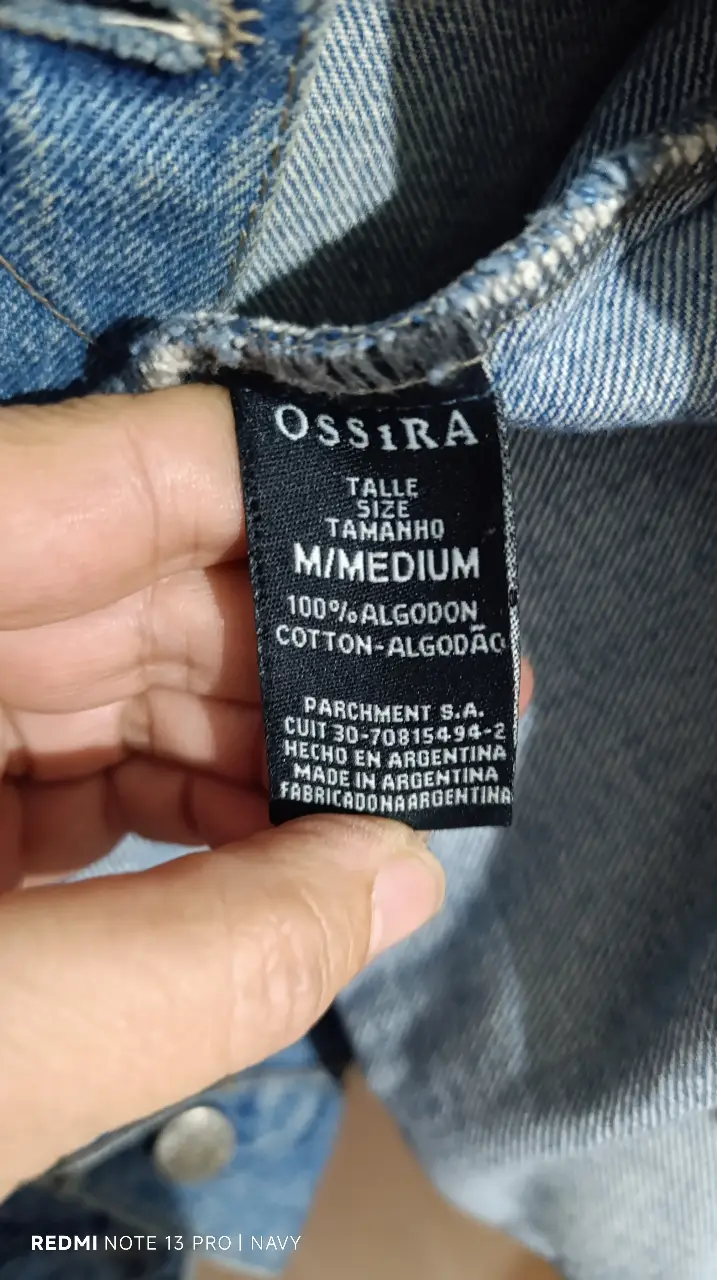 OSSiRA
TALLE
SIZE
TAMANHO
M/MEDIUM
100% ALGODON
COTTON-ALGODÃO
PARCHMENT S.A.
CUIT 30-70815494-2
HECHO EN ARGENTINA
MADE IN ARGENTINA
FABRICADONAARGENTINA
REDMI NOTE 13 PRO | NAVY